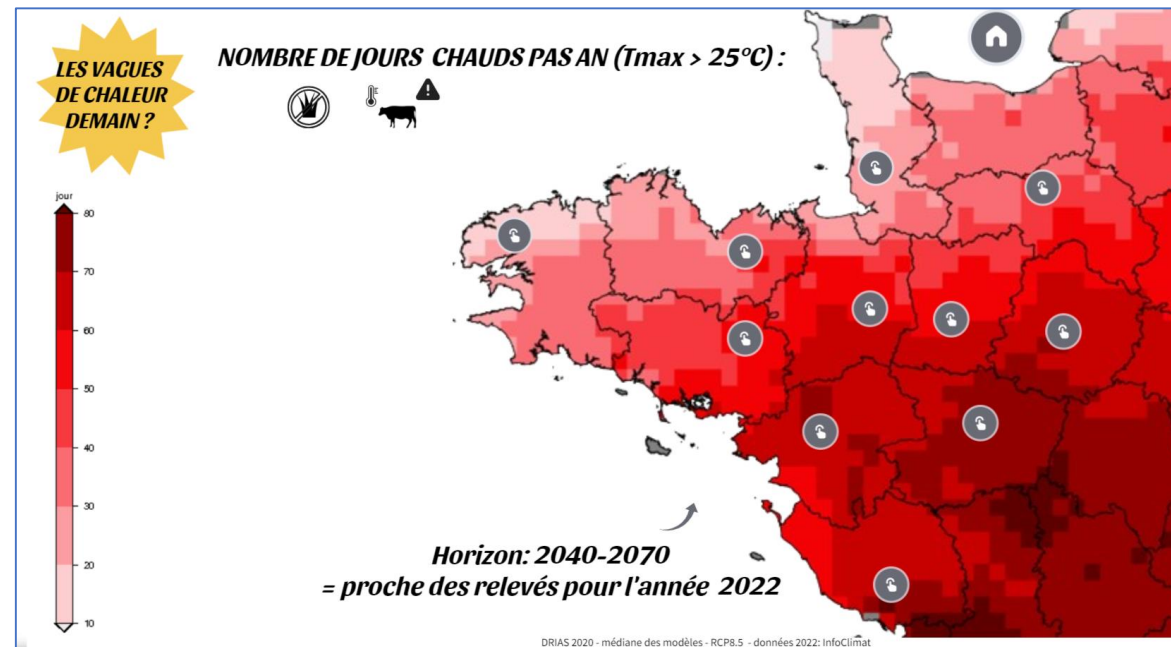 LES VAGUES
DE CHALEUR
DEMAIN ?
NOMBRE DE JOURS CHAUDS PAS AN (Tmax > 25°C) :
jour
80
70
60
50
40
30
20
10
Horizon: 2040-2070
= proche des relevés pour l'année 2022
DRIAS 2020 - médiane des modèles - RCP8.5 - données 2022: InfoClimat